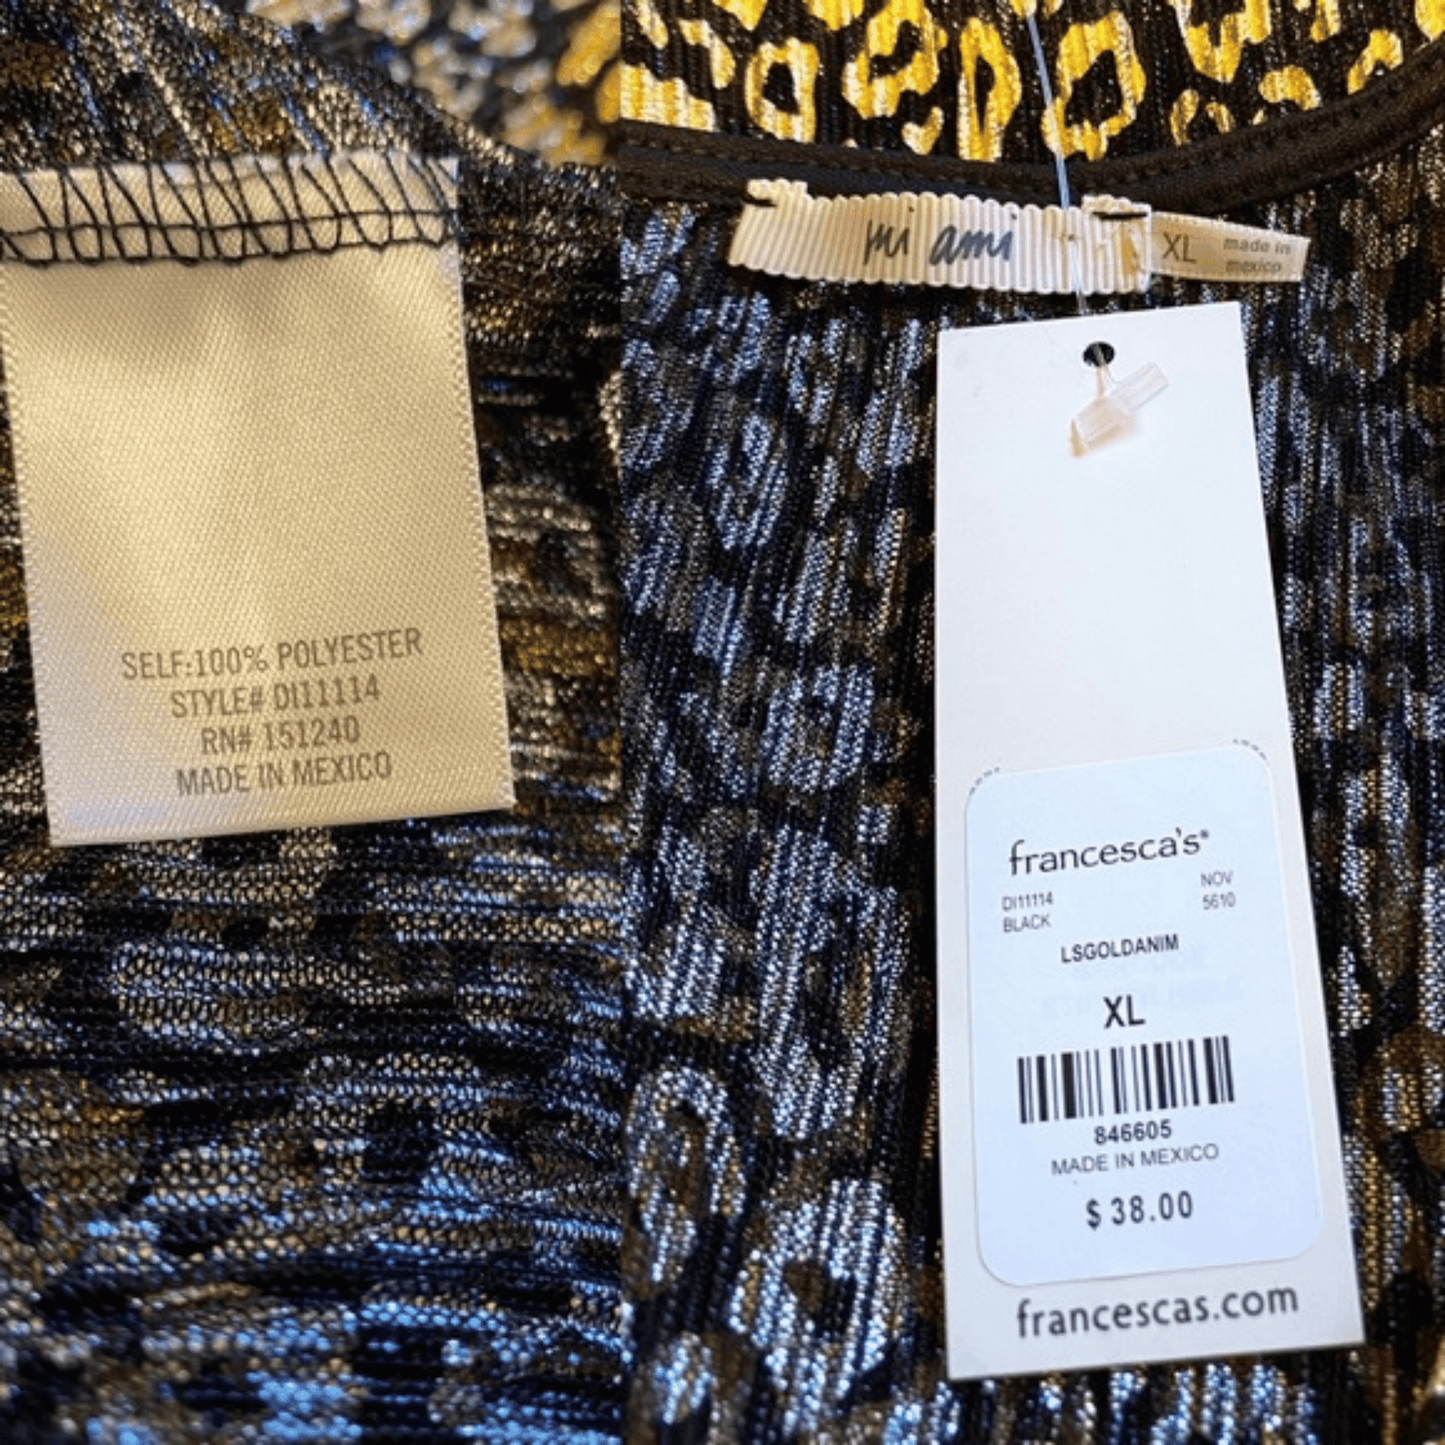 SELF:100% POLYESTER
STYLE# DI11114
RN# 151240
MADE IN MEXICO
mi ami
XL
made in
mexico
francesca's®
DI11114
BLACK
NOV
5610
LSGOLDANIM
XL
846605
MADE IN MEXICO
$ 38.00
francescas.com